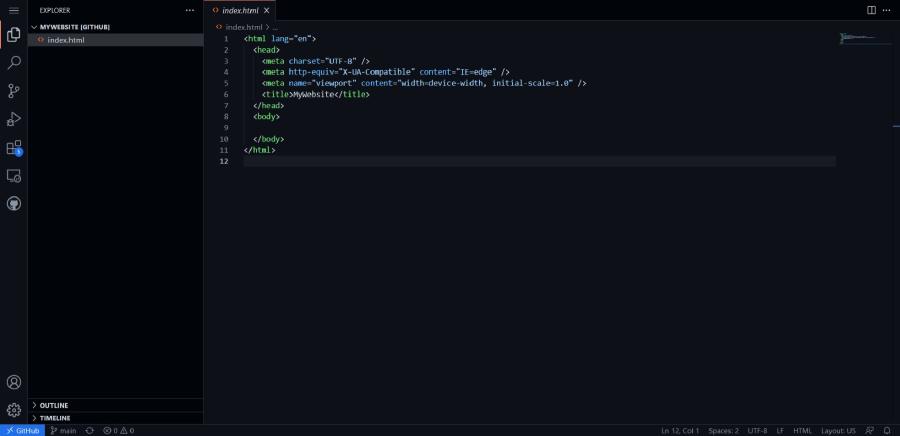 EXPLORER
index.html
MYWEBSITE [GITHUB]
index.html
index.html > ...
1 <html lang="en">
2 <head>
3 <meta charset="UTF-8" />
4 <meta http-equiv="X-UA-Compatible" content="IE=edge" />
5 <meta name="viewport" content="width=device-width, initial-scale=1.0" />
6 <title>MyWebsite</title>
7 </head>
8 <body>
9
10 </body>
11 </html>
12
OUTLINE
TIMELINE
GitHub main 0 0 Ln 12, Col 1 Spaces: 2 UTF-8 LF HTML Layout: US